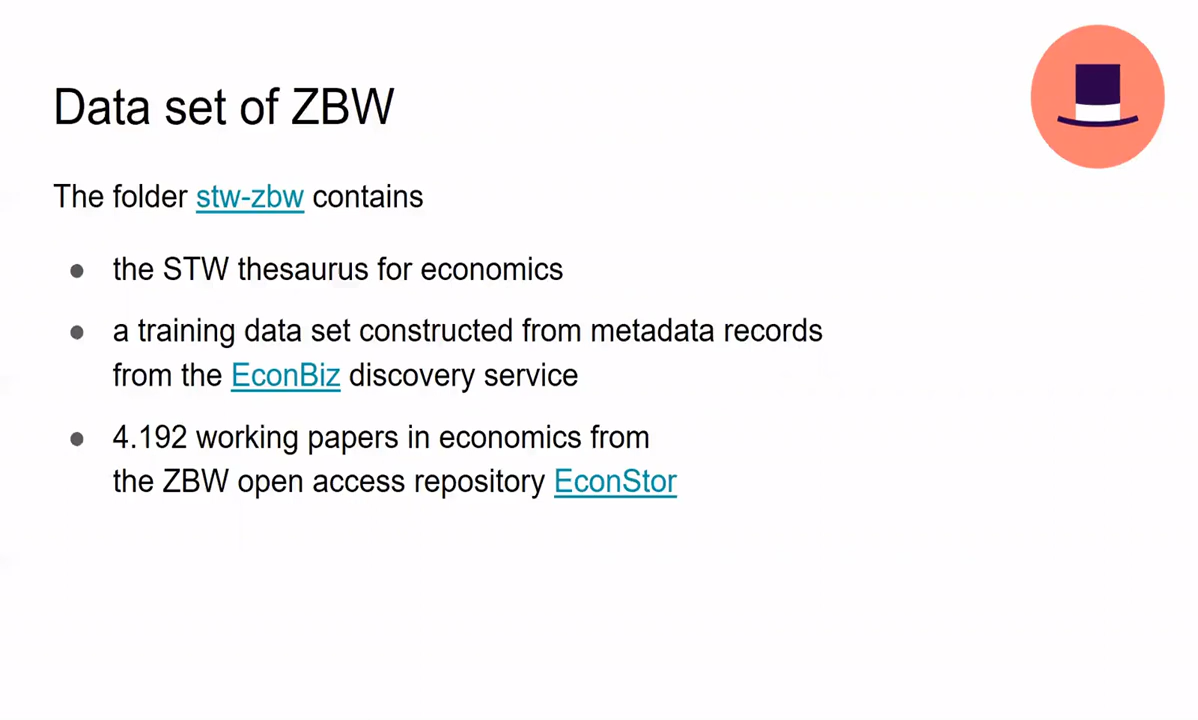 Data set of ZBW
The folder stw-zbw contains
● the STW thesaurus for economics
● a training data set constructed from metadata records
from the EconBiz discovery service
● 4.192 working papers in economics from
the ZBW open access repository EconStor